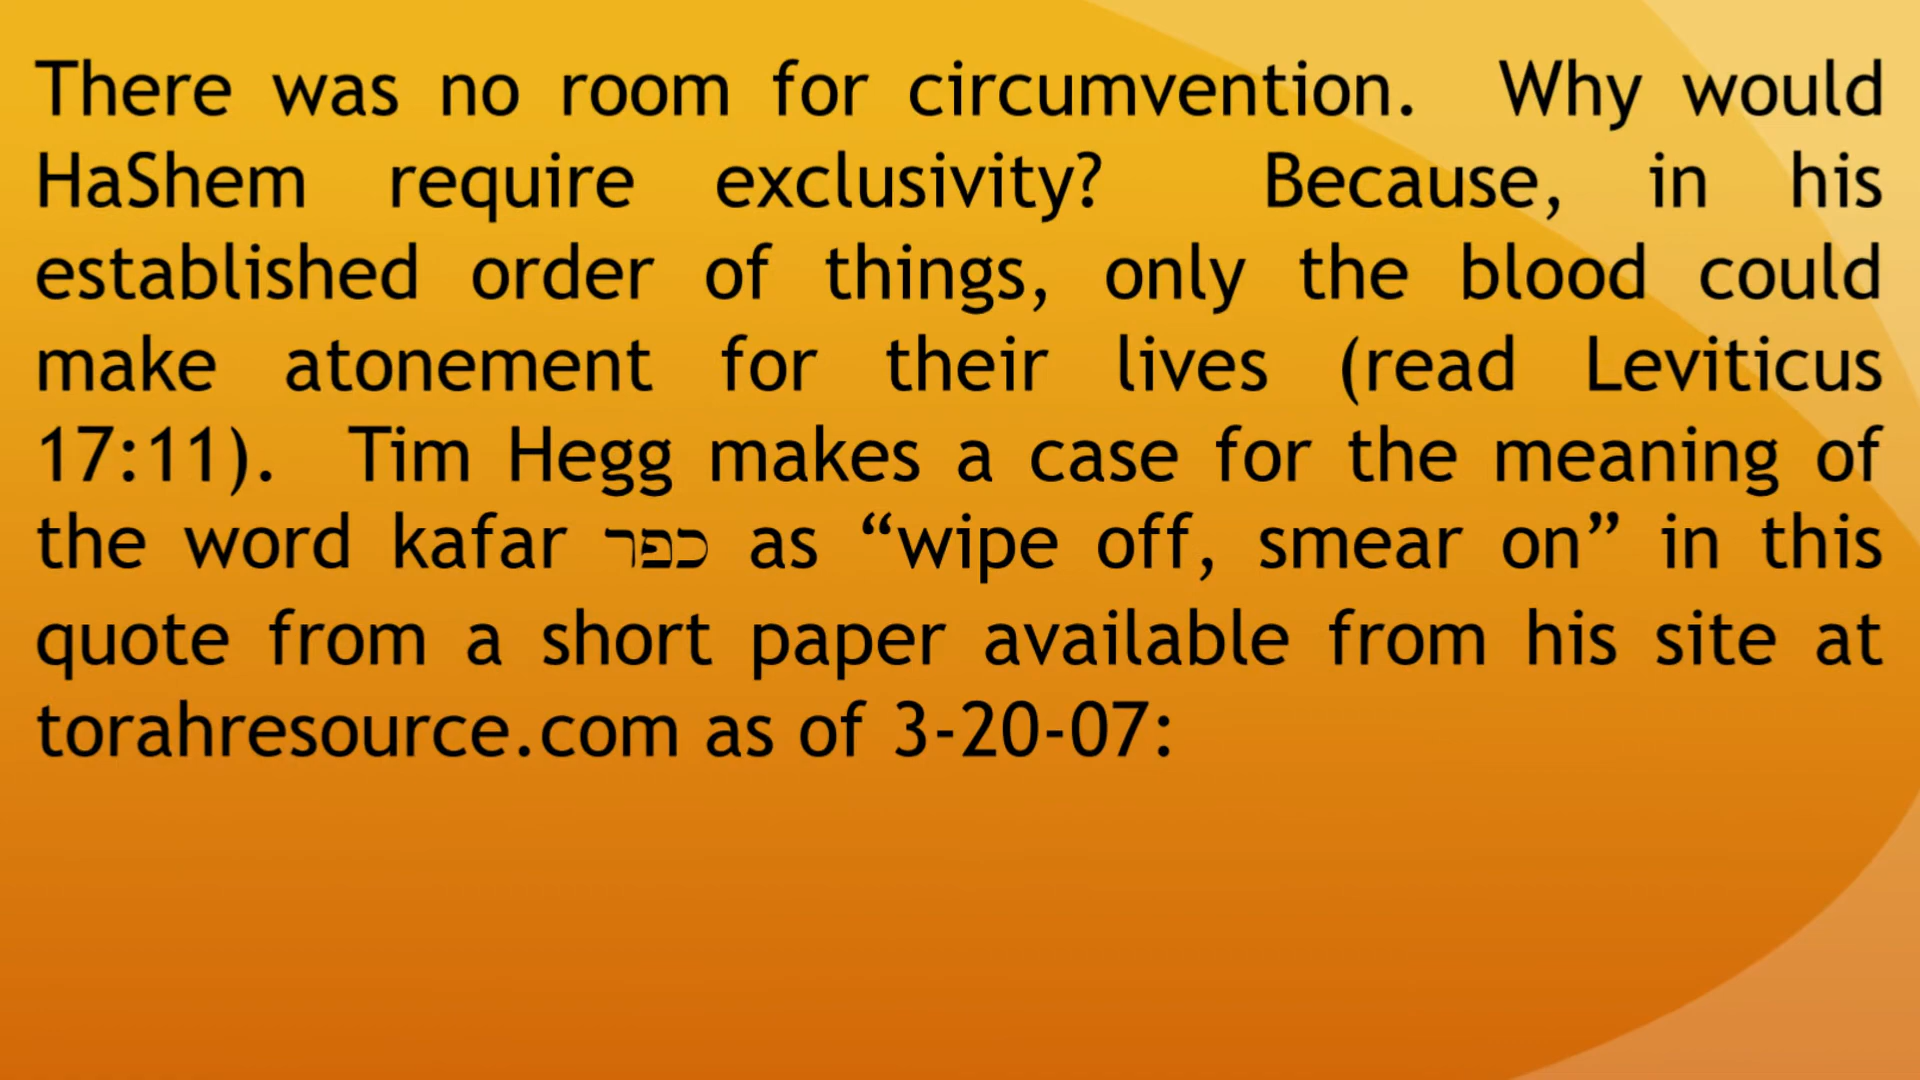 There was no room for circumvention. Why would
HaShem require exclusivity? Because, in his
established order of things, only the blood could
make atonement for their lives (read Leviticus
17:11). Tim Hegg makes a case for the meaning of
the word kafar כפר as “wipe off, smear on” in this
quote from a short paper available from his site at
torahresource.com as of 3-20-07: